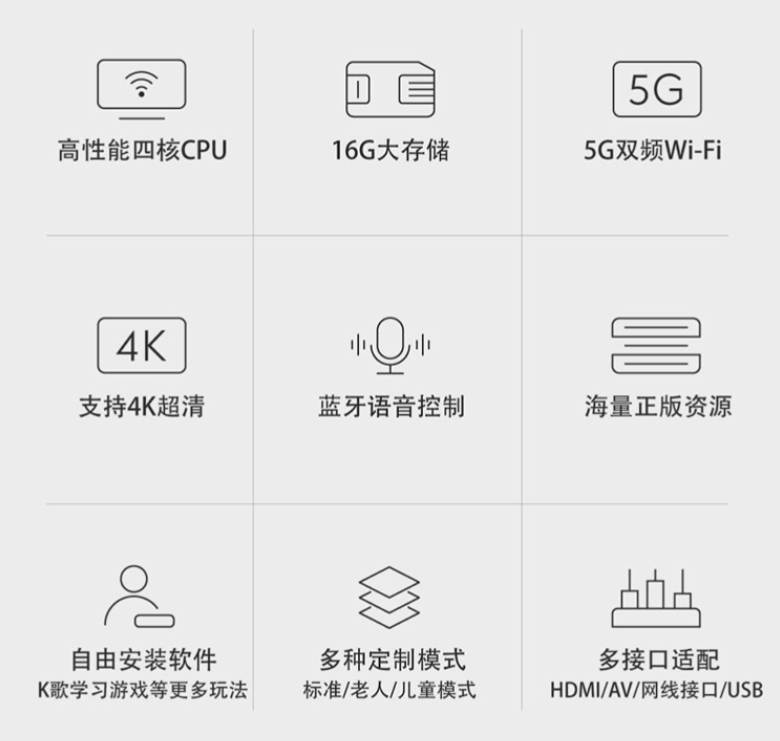 5G
高性能四核CPU
16G大存储
5G双频Wi-Fi
4K
支持4K超清
蓝牙语音控制
海量正版资源
自由安装软件
K歌学习游戏等更多玩法
多种定制模式
标准/老人/儿童模式
多接口适配
HDMI/AV/网线接口/USB